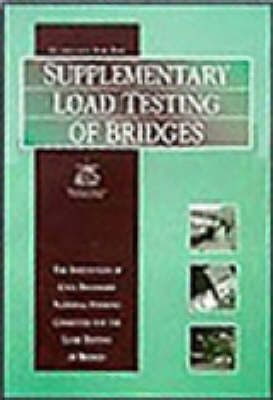 SUPPLEMENTARY
LOAD TESTING
OF BRIDGES
THE INSTITUTION OF
CIVIL ENGINEERS
NATIONAL STEERING
COMMITTEE FOR THE
LOAD TESTING
OF BRIDGES